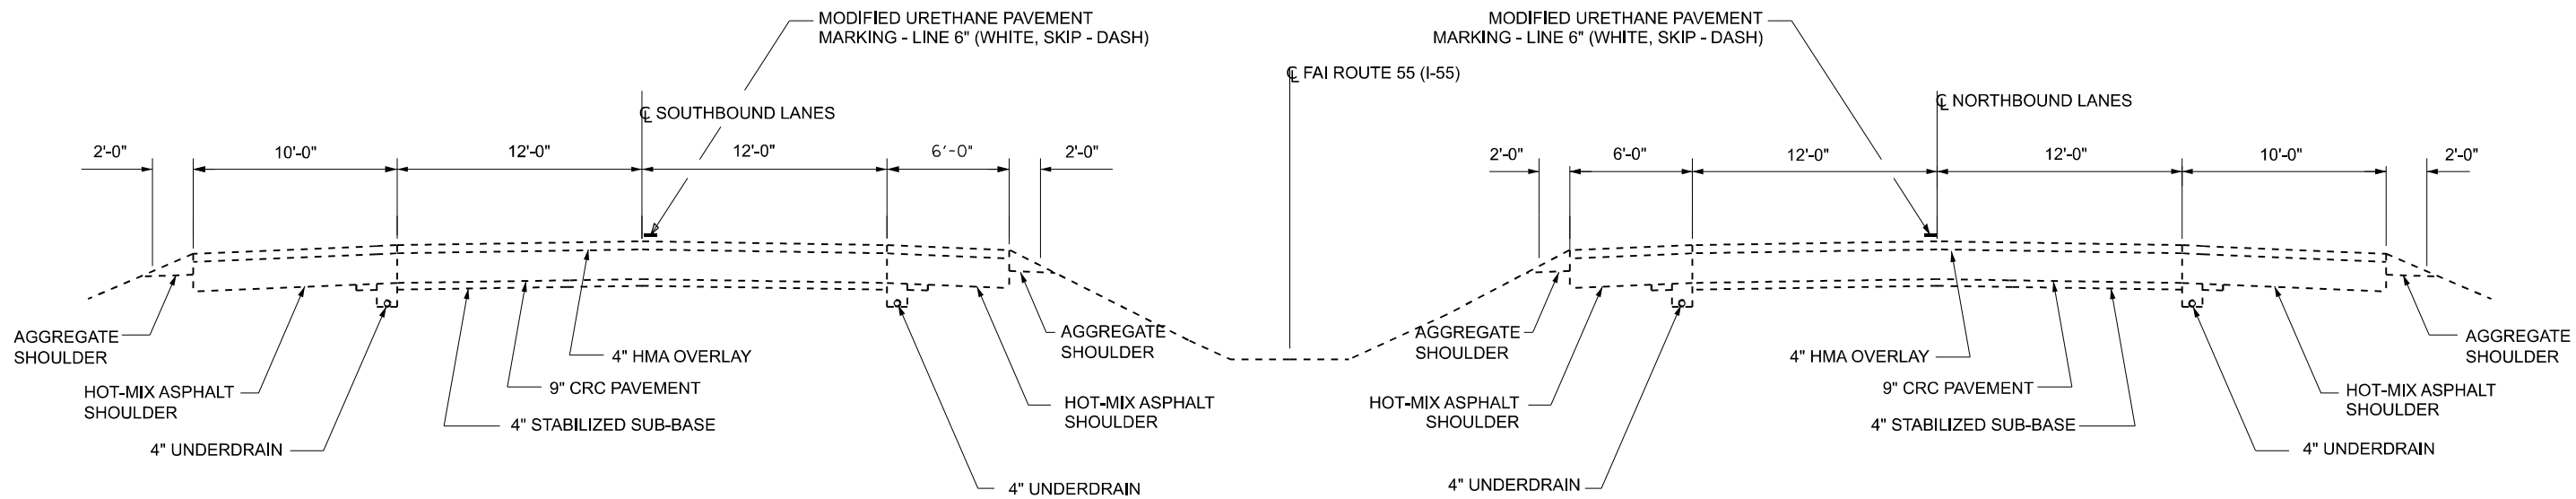 MODIFIED URETHANE PAVEMENT
MARKING - LINE 6" (WHITE, SKIP - DASH)
MODIFIED URETHANE PAVEMENT
MARKING - LINE 6" (WHITE, SKIP - DASH)
℄ FAI ROUTE 55 (I-55)
℄ SOUTHBOUND LANES
℄ NORTHBOUND LANES
2'-0" 10'-0" 12'-0" 12'-0" 6'-0" 2'-0"
2'-0" 6'-0" 12'-0" 12'-0" 10'-0" 2'-0"
AGGREGATE
SHOULDER
HOT-MIX ASPHALT
SHOULDER
4" UNDERDRAIN
4" HMA OVERLAY
9" CRC PAVEMENT
4" STABILIZED SUB-BASE
AGGREGATE
SHOULDER
HOT-MIX ASPHALT
SHOULDER
4" UNDERDRAIN
AGGREGATE
SHOULDER
HOT-MIX ASPHALT
SHOULDER
4" UNDERDRAIN
4" HMA OVERLAY
9" CRC PAVEMENT
4" STABILIZED SUB-BASE
AGGREGATE
SHOULDER
HOT-MIX ASPHALT
SHOULDER
4" UNDERDRAIN